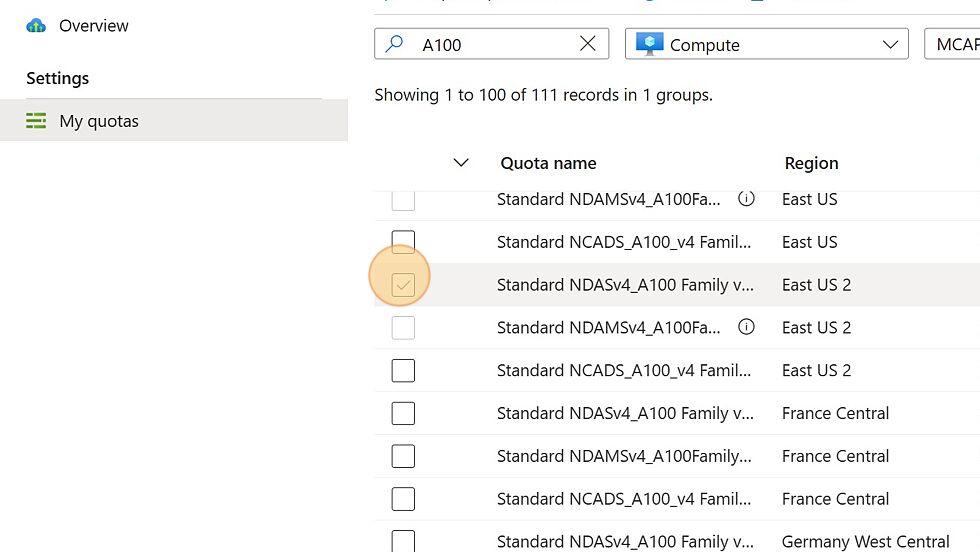 Overview
A100
Compute
MCAP
Settings
Showing 1 to 100 of 111 records in 1 groups.
My quotas
Quota name Region
Standard NDAMSv4_A100Fa... East US
Standard NCADS_A100_v4 Famil... East US
Standard NDASv4_A100 Family v... East US 2
Standard NDAMSv4_A100Fa... East US 2
Standard NCADS_A100_v4 Famil... East US 2
Standard NDASv4_A100 Family v... France Central
Standard NDAMSv4_A100Family... France Central
Standard NCADS_A100_v4 Famil... France Central
Standard NDASv4_A100 Family v... Germany West Central